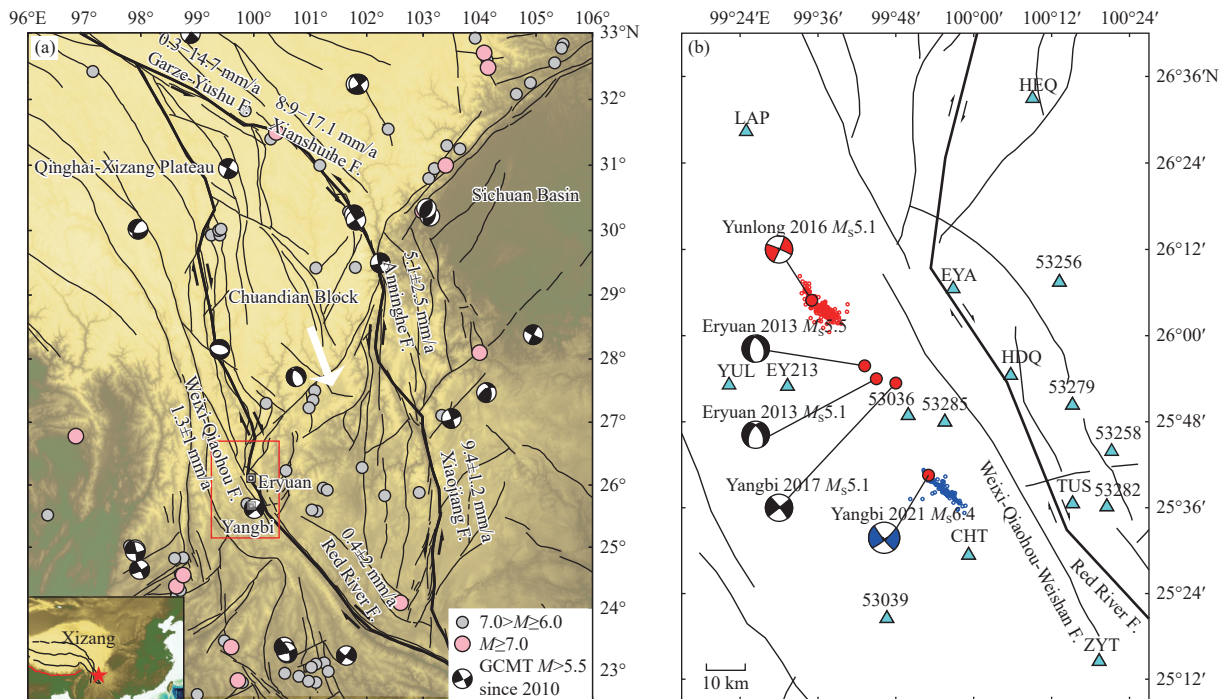 96° 97° 98° 99° 100° 101° 102° 103° 104° 105° 106°
33°N
32°
31°
30°
29°
28°
27°
26°
25°
24°
23°
(a)
0.3−14.7 mm/a
Garze-Yushu F.
8.9−17.1 mm/a
Xianshuihe F.
Qinghai-Xizang Plateau
Sichuan Basin
Chuandian Block
5.1±2.5 mm/a
Anninghe F.
Weixi-Qiaohou F.
1.3±1 mm/a
9.4±1.2 mm/a
Xiaojiang F.
Eryuan
Yangbi
0.4±2 mm/a
Red River F.
Xizang
7.0>M≥6.0
M≥7.0
GCMT M>5.5
since 2010
99°24′E 99°36′ 99°48′ 100°00′ 100°12′ 100°24′
26°36′N
26°24′
26°12′
26°00′
25°48′
25°36′
25°24′
25°12′
(b)
HEQ
LAP
Yunlong 2016 MS5.1
EYA
53256
Eryuan 2013 MS5.5
YUL
EY213
HDQ
53279
53036
53285
Eryuan 2013 MS5.1
53258
Yangbi 2017 MS5.1
TUS
53282
Yangbi 2021 MS6.4
CHT
Weixi-Qiaohou-Weishan F.
Red River F.
53039
ZYT
10 km